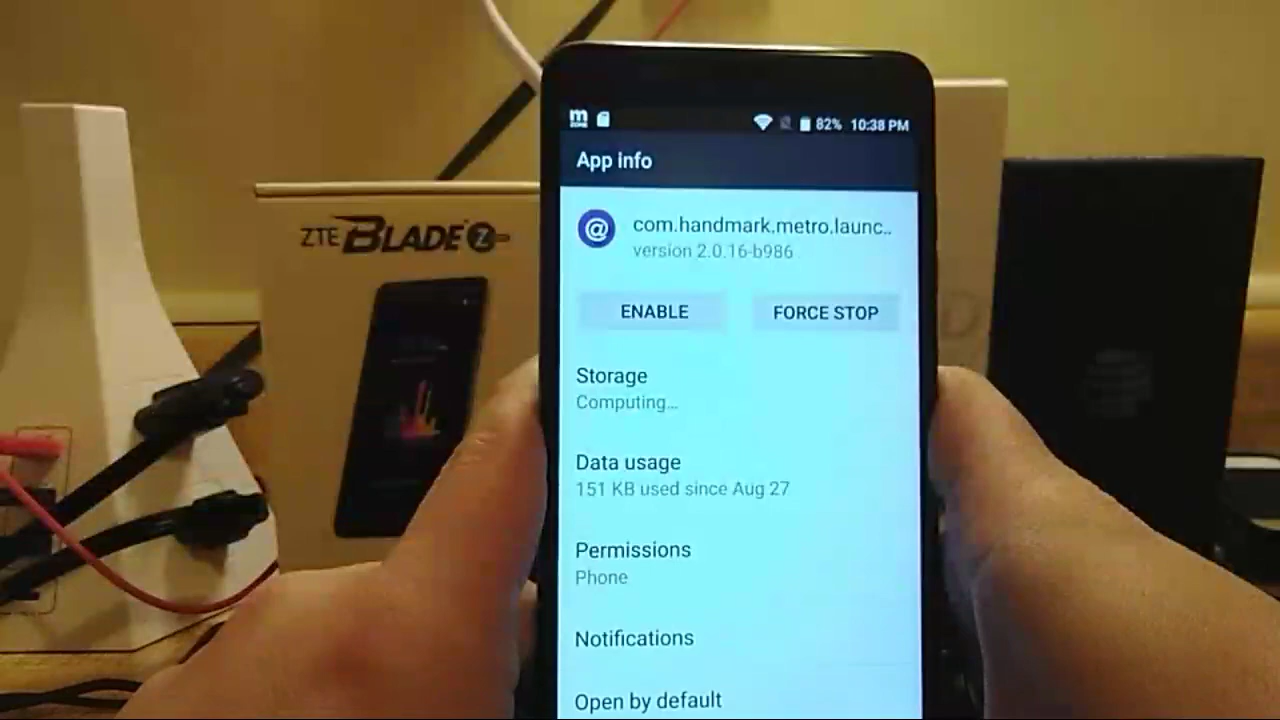 m
ZONE
82% 10:38 PM
App info
@
com.handmark.metro.launc..
version 2.0.16-b986
ENABLE
FORCE STOP
Storage
Computing...
Data usage
151 KB used since Aug 27
Permissions
Phone
Notifications
Open by default
ZTE BLADE Z